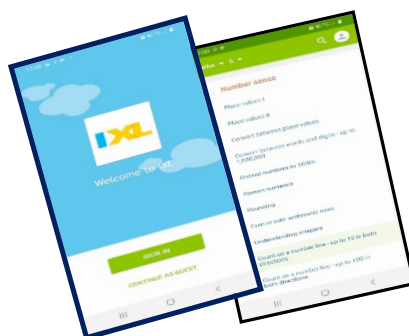 IXL
Welcome to IXL
SIGN IN
CONTINUE AS GUEST
5
Number sense
Place values I
Place values II
Convert between place values
Convert between words and digits - up to
1,000,000
Ordinal numbers to 100th
Roman numerals
Rounding
Even or odd: arithmetic rules
Understanding integers
Count on a number line - up to 10 in both
directions
Count on a number line - up to 100 in
both directions